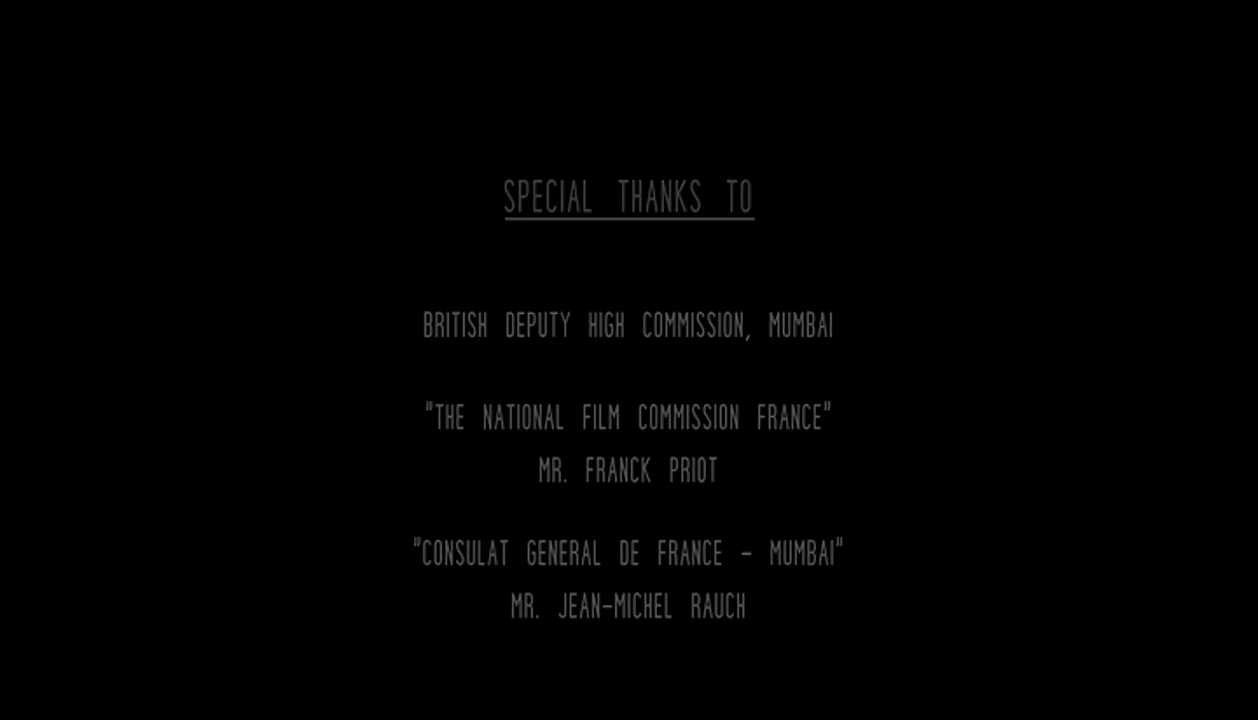 SPECIAL THANKS TO
BRITISH DEPUTY HIGH COMMISSION, MUMBAI
"THE NATIONAL FILM COMMISSION FRANCE"
MR. FRANCK PRIOT
"CONSULAT GENERAL DE FRANCE - MUMBAI"
MR. JEAN-MICHEL RAUCH